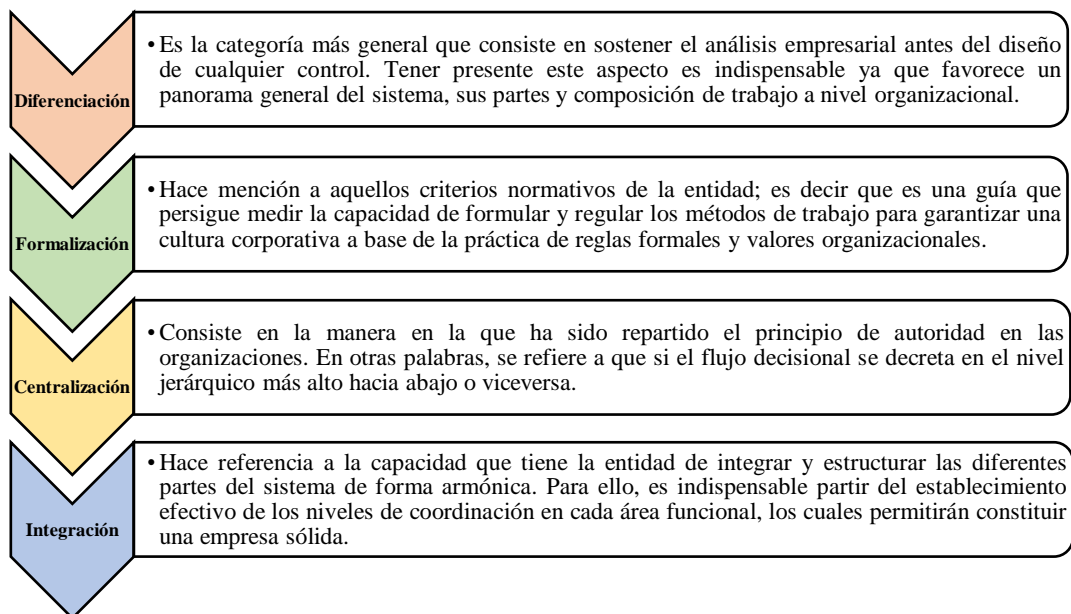 Diferenciación
• Es la categoría más general que consiste en sostener el análisis empresarial antes del diseño
de cualquier control. Tener presente este aspecto es indispensable ya que favorece un
panorama general del sistema, sus partes y composición de trabajo a nivel organizacional.
Formalización
• Hace mención a aquellos criterios normativos de la entidad; es decir que es una guía que
persigue medir la capacidad de formular y regular los métodos de trabajo para garantizar una
cultura corporativa a base de la práctica de reglas formales y valores organizacionales.
Centralización
• Consiste en la manera en la que ha sido repartido el principio de autoridad en las
organizaciones. En otras palabras, se refiere a que si el flujo decisional se decreta en el nivel
jerárquico más alto hacia abajo o viceversa.
Integración
• Hace referencia a la capacidad que tiene la entidad de integrar y estructurar las diferentes
partes del sistema de forma armónica. Para ello, es indispensable partir del establecimiento
efectivo de los niveles de coordinación en cada área funcional, los cuales permitirán constituir
una empresa sólida.